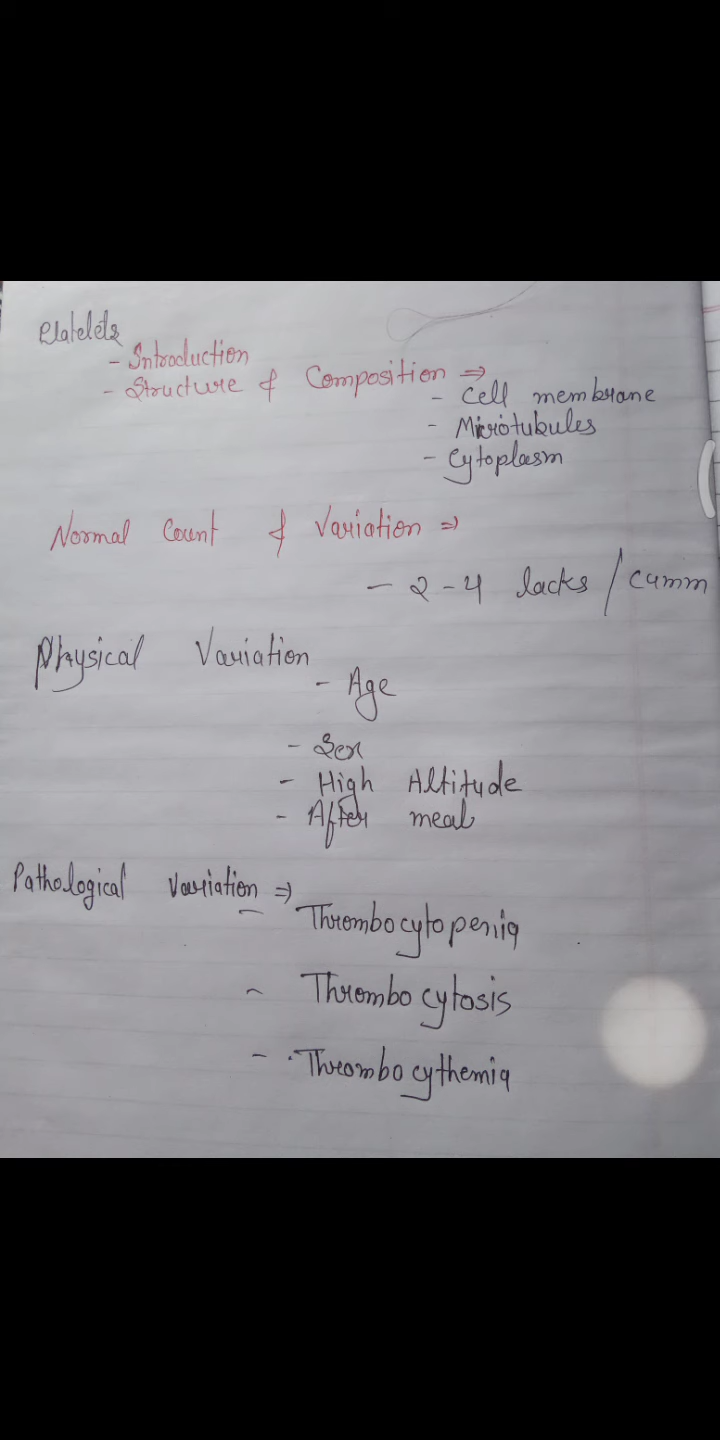 Platelets
- Introduction
- Structure & Composition ⇒
- Cell membrane
- Microtubules
- Cytoplasm
Normal Count & Variation ⇒
- 2-4 lacks / cumm
Physical Variation
- Age
- Sex
- High Altitude
- After meal
Pathological Variation ⇒
- Thrombocytopenia
- Thrombocytosis
- Thrombocythemia